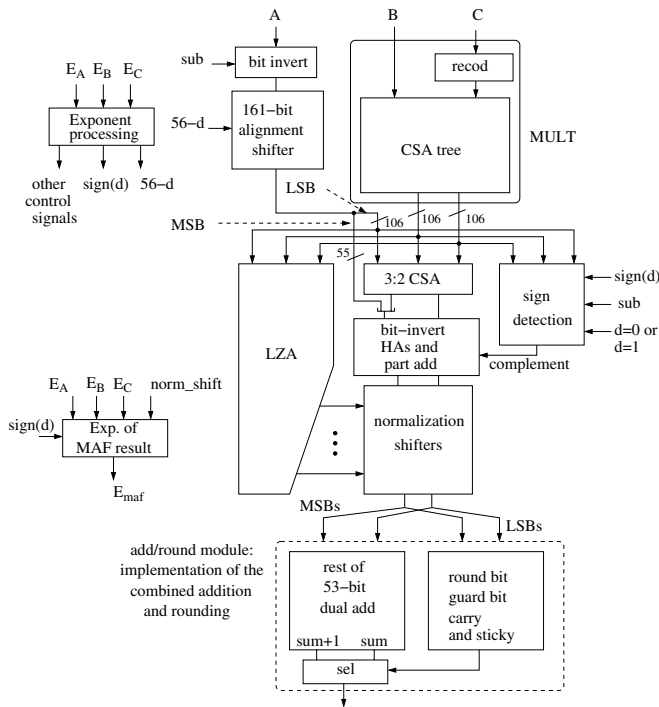 A
B
C
sub
bit invert
recod
E_A E_B E_C
Exponent
processing
56-d
161-bit
alignment
shifter
CSA tree
MULT
other
control
signals
sign(d)
56-d
LSB
MSB
106
106
106
55
3:2 CSA
sign
detection
sign(d)
sub
d=0 or
d=1
LZA
bit-invert
HAs and
part add
complement
E_A E_B E_C norm_shift
sign(d)
Exp. of
MAF result
E_maf
normalization
shifters
MSBs
LSBs
add/round module:
implementation of the
combined addition
and rounding
rest of
53-bit
dual add
sum+1 sum
round bit
guard bit
carry
and sticky
sel